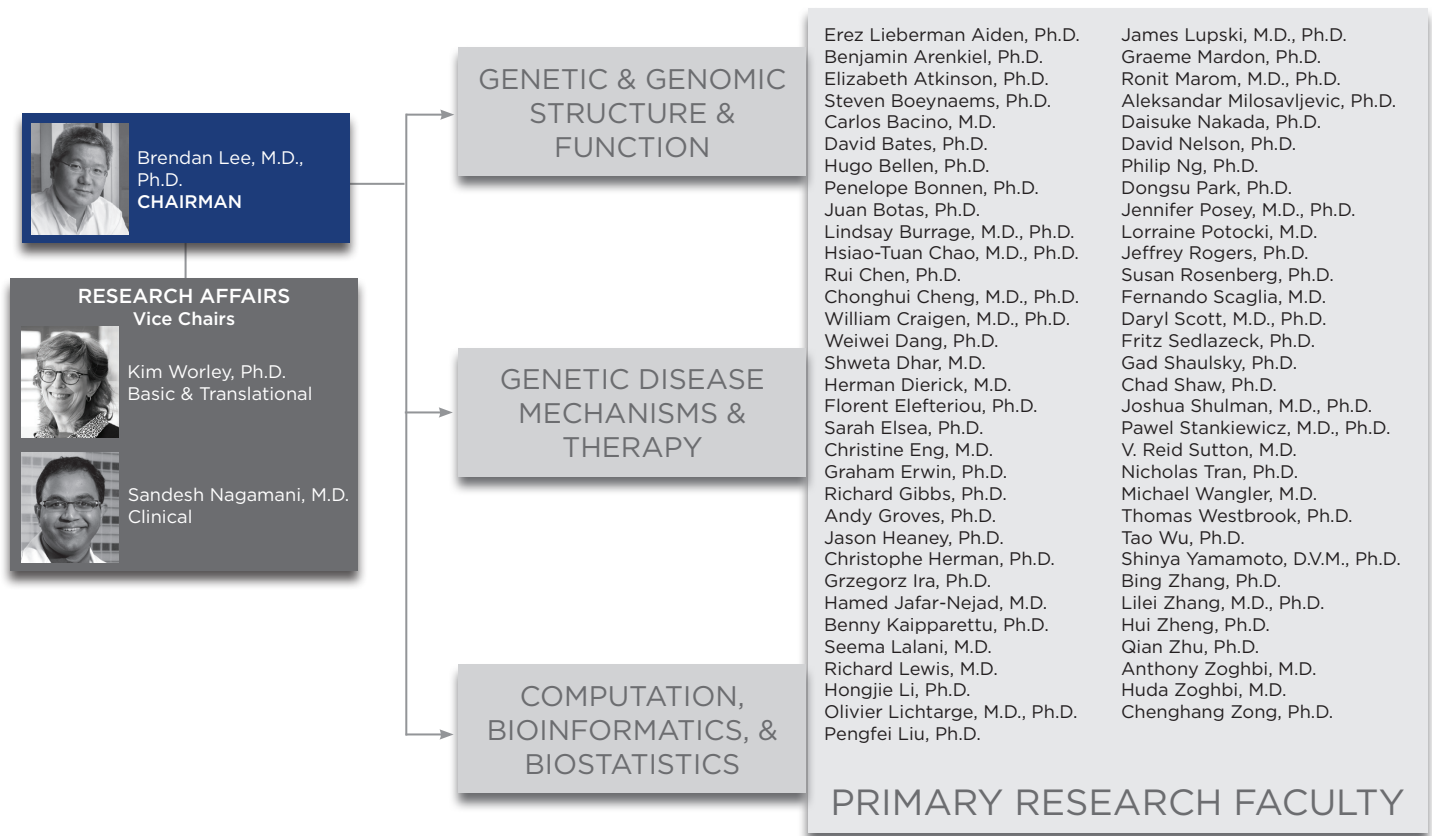 Brendan Lee, M.D.,
Ph.D.
CHAIRMAN
RESEARCH AFFAIRS
Vice Chairs
Kim Worley, Ph.D.
Basic & Translational
Sandesh Nagamani, M.D.
Clinical
GENETIC & GENOMIC
STRUCTURE &
FUNCTION
GENETIC DISEASE
MECHANISMS &
THERAPY
COMPUTATION,
BIOINFORMATICS, &
BIOSTATISTICS
Erez Lieberman Aiden, Ph.D.
Benjamin Arenkiel, Ph.D.
Elizabeth Atkinson, Ph.D.
Steven Boeynaems, Ph.D.
Carlos Bacino, M.D.
David Bates, Ph.D.
Hugo Bellen, Ph.D.
Penelope Bonnen, Ph.D.
Juan Botas, Ph.D.
Lindsay Burrage, M.D., Ph.D.
Hsiao-Tuan Chao, M.D., Ph.D.
Rui Chen, Ph.D.
Chonghui Cheng, M.D., Ph.D.
William Craigen, M.D., Ph.D.
Weiwei Dang, Ph.D.
Shweta Dhar, M.D.
Herman Dierick, M.D.
Florent Elefteriou, Ph.D.
Sarah Elsea, Ph.D.
Christine Eng, M.D.
Graham Erwin, Ph.D.
Richard Gibbs, Ph.D.
Andy Groves, Ph.D.
Jason Heaney, Ph.D.
Christophe Herman, Ph.D.
Grzegorz Ira, Ph.D.
Hamed Jafar-Nejad, M.D.
Benny Kaipparettu, Ph.D.
Seema Lalani, M.D.
Richard Lewis, M.D.
Hongjie Li, Ph.D.
Olivier Lichtarge, M.D., Ph.D.
Pengfei Liu, Ph.D.
James Lupski, M.D., Ph.D.
Graeme Mardon, Ph.D.
Ronit Marom, M.D., Ph.D.
Aleksandar Milosavljevic, Ph.D.
Daisuke Nakada, Ph.D.
David Nelson, Ph.D.
Philip Ng, Ph.D.
Dongsu Park, Ph.D.
Jennifer Posey, M.D., Ph.D.
Lorraine Potocki, M.D.
Jeffrey Rogers, Ph.D.
Susan Rosenberg, Ph.D.
Fernando Scaglia, M.D.
Daryl Scott, M.D., Ph.D.
Fritz Sedlazeck, Ph.D.
Gad Shaulsky, Ph.D.
Chad Shaw, Ph.D.
Joshua Shulman, M.D., Ph.D.
Pawel Stankiewicz, M.D., Ph.D.
V. Reid Sutton, M.D.
Nicholas Tran, Ph.D.
Michael Wangler, M.D.
Thomas Westbrook, Ph.D.
Tao Wu, Ph.D.
Shinya Yamamoto, D.V.M., Ph.D.
Bing Zhang, Ph.D.
Lilei Zhang, M.D., Ph.D.
Hui Zheng, Ph.D.
Qian Zhu, Ph.D.
Anthony Zoghbi, M.D.
Huda Zoghbi, M.D.
Chenghang Zong, Ph.D.
PRIMARY RESEARCH FACULTY